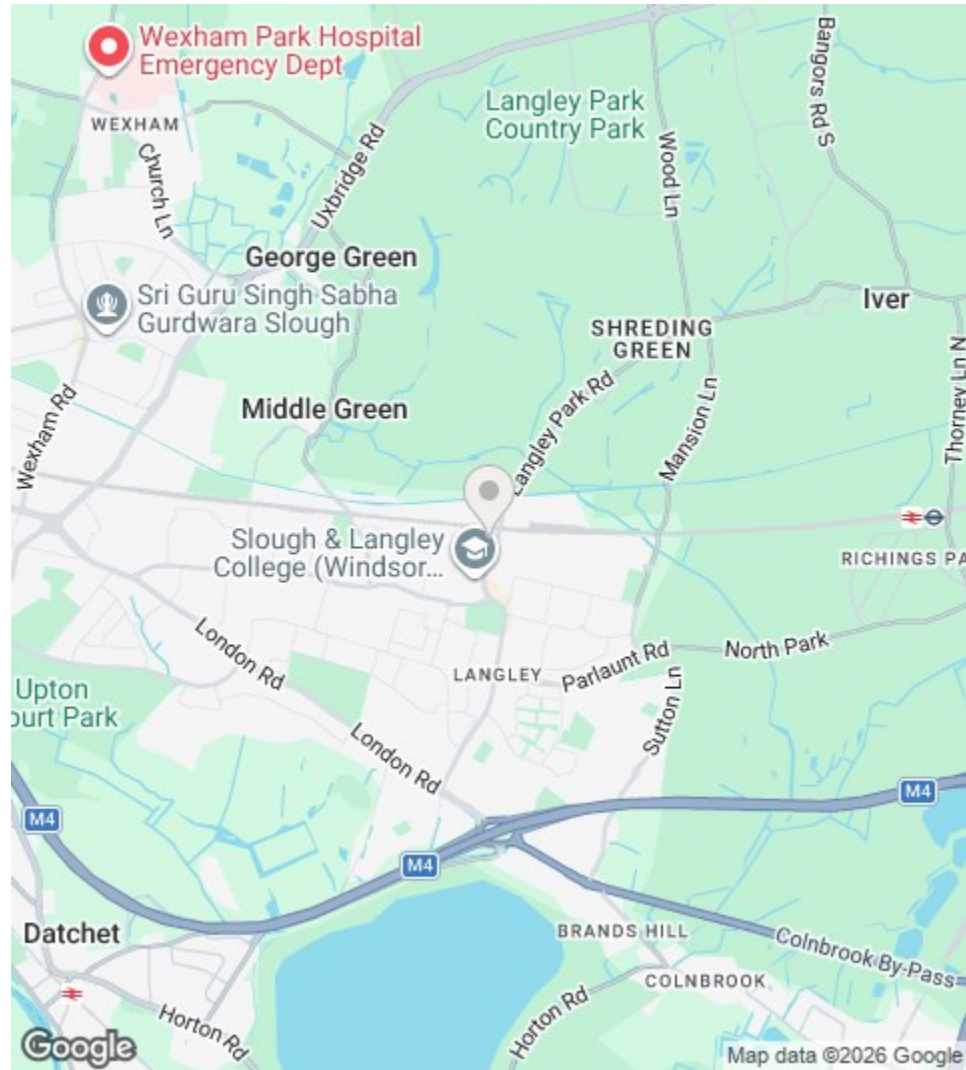 Wexham Park Hospital
Emergency Dept
WEXHAM
Church Ln
Uxbridge Rd
Langley Park
Country Park
Wood Ln
Bangors Rd S
George Green
Sri Guru Singh Sabha
Gurdwara Slough
Iver
SHREDING
GREEN
Thorney Ln N
Middle Green
Wexham Rd
Langley Park Rd
Mansion Ln
Slough & Langley
College (Windsor...
RICHINGS PA
London Rd
North Park
Parlaunt Rd
LANGLEY
Sutton Ln
Upton
ourt Park
London Rd
M4
M4
M4
Datchet
BRANDS HILL
Colnbrook By-Pass
COLNBROOK
Horton Rd
Horton Rd
Google
Map data ©2026 Google